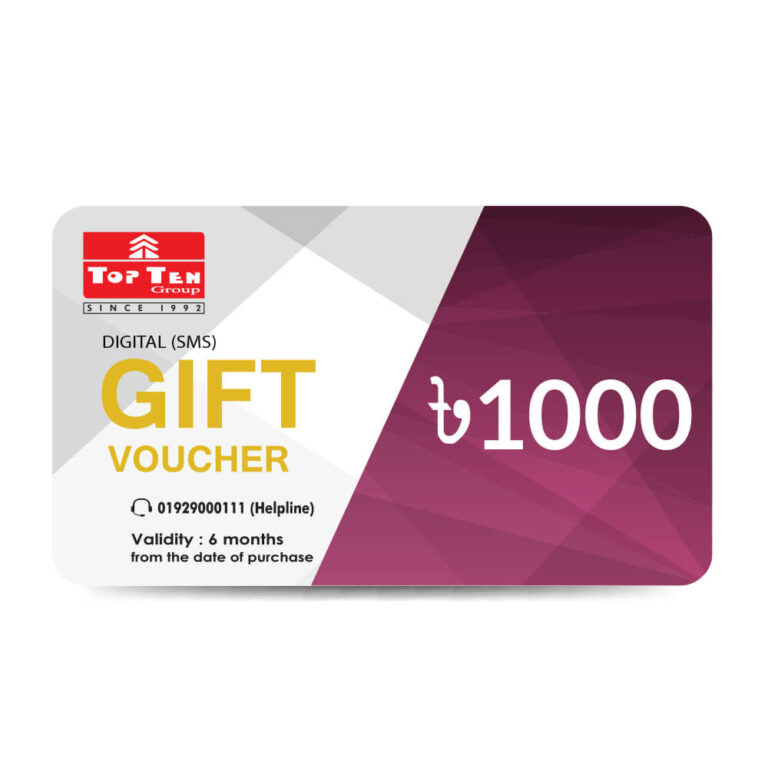 TOP TEN
Group
SINCE 1992
DIGITAL (SMS)
GIFT
VOUCHER
৳1000
01929000111 (Helpline)
Validity : 6 months
from the date of purchase